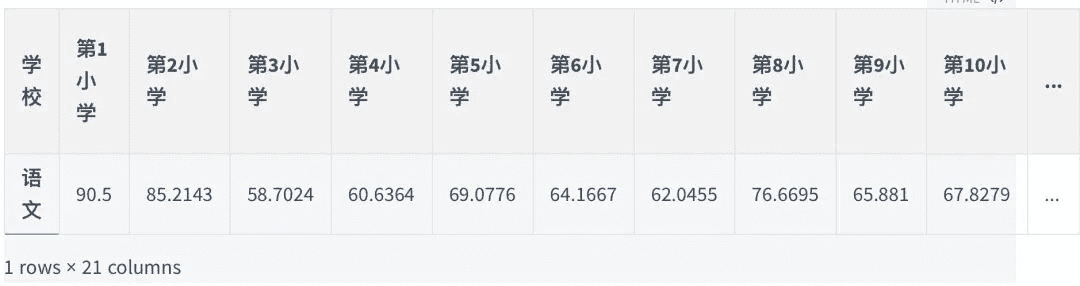 学校 第1小学 第2小学 第3小学 第4小学 第5小学 第6小学 第7小学 第8小学 第9小学 第10小学 ...
语文 90.5 85.2143 58.7024 60.6364 69.0776 64.1667 62.0455 76.6695 65.881 67.8279 ...
1 rows × 21 columns